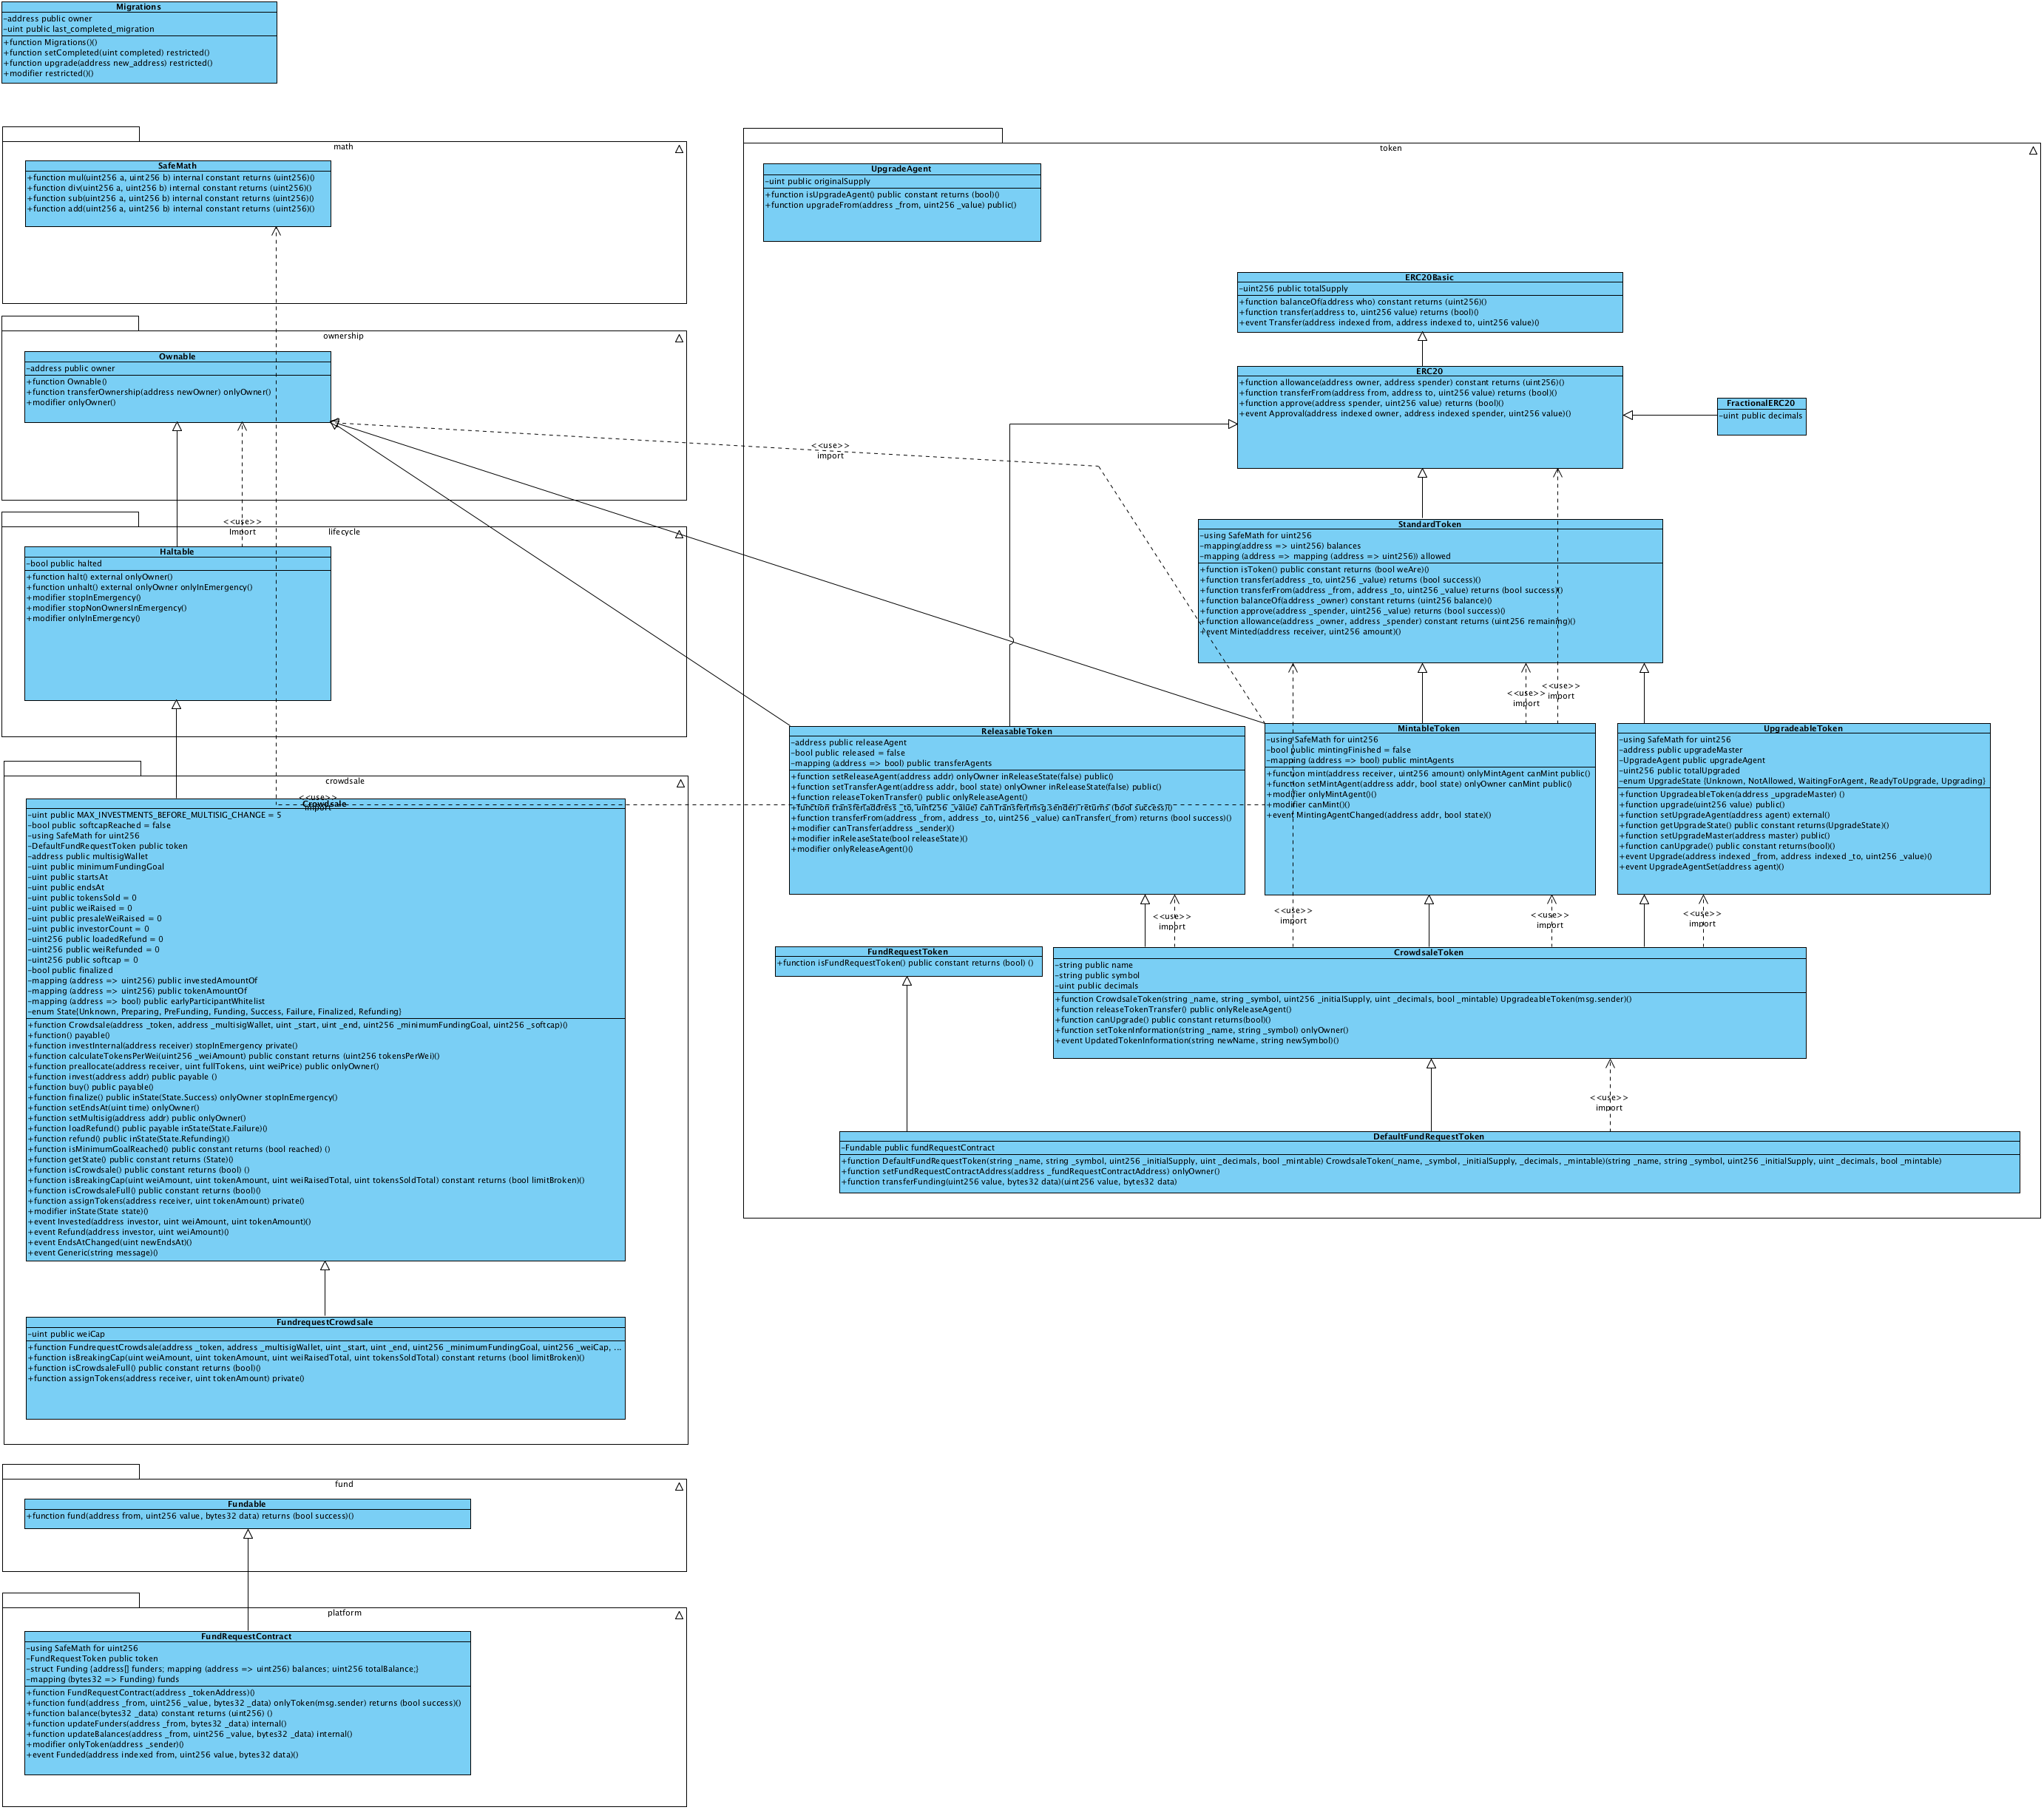 Migrations
-address public owner
-uint public last_completed_migration
+function Migrations()()
+function setCompleted(uint completed) restricted()
+function upgrade(address new_address) restricted()
+modifier restricted()()
math
SafeMath
+function mul(uint256 a, uint256 b) internal constant returns (uint256)()
+function div(uint256 a, uint256 b) internal constant returns (uint256)()
+function sub(uint256 a, uint256 b) internal constant returns (uint256)()
+function add(uint256 a, uint256 b) internal constant returns (uint256)()
ownership
Ownable
-address public owner
+function Ownable()
+function transferOwnership(address newOwner) onlyOwner()
+modifier onlyOwner()
<<use>>
Import
lifecycle
Haltable
-bool public halted
+function halt() external onlyOwner()
+function unhalt() external onlyOwner onlyInEmergency()
+modifier stopInEmergency()
+modifier stopNonOwnersInEmergency()
+modifier onlyInEmergency()
crowdsale
<<use>>
import
Crowdsale
-uint public MAX_INVESTMENTS_BEFORE_MULTISIG_CHANGE = 5
-bool public softcapReached = false
-using SafeMath for uint256
-DefaultFundRequestToken public token
-address public multisigWallet
-uint public minimumFundingGoal
-uint public startsAt
-uint public endsAt
-uint public tokensSold = 0
-uint public weiRaised = 0
-uint public presaleWeiRaised = 0
-uint public investorCount = 0
-uint256 public loadedRefund = 0
-uint256 public weiRefunded = 0
-uint256 public softcap = 0
-bool public finalized
-mapping (address => uint256) public investedAmountOf
-mapping (address => uint256) public tokenAmountOf
-mapping (address => bool) public earlyParticipantWhitelist
-enum State{Unknown, Preparing, PreFunding, Funding, Success, Failure, Finalized, Refunding}
+function Crowdsale(address _token, address _multisigWallet, uint _start, uint _end, uint256 _minimumFundingGoal, uint256 _softcap)()
+function() payable()
+function investInternal(address receiver) stopInEmergency private()
+function calculateTokensPerWei(uint256 _weiAmount) public constant returns (uint256 tokensPerWei)()
+function preallocate(address receiver, uint fullTokens, uint weiPrice) public onlyOwner()
+function invest(address addr) public payable ()
+function buy() public payable()
+function finalize() public inState(State.Success) onlyOwner stopInEmergency()
+function setEndsAt(uint time) onlyOwner()
+function setMultisig(address addr) public onlyOwner()
+function loadRefund() public payable inState(State.Failure)()
+function refund() public inState(State.Refunding)()
+function isMinimumGoalReached() public constant returns (bool reached) ()
+function getState() public constant returns (State)()
+function isCrowdsale() public constant returns (bool) ()
+function isBreakingCap(uint weiAmount, uint tokenAmount, uint weiRaisedTotal, uint tokensSoldTotal) constant returns (bool limitBroken)()
+function isCrowdsaleFull() public constant returns (bool)()
+function assignTokens(address receiver, uint tokenAmount) private()
+modifier inState(State state)()
+event Invested(address investor, uint weiAmount, uint tokenAmount)()
+event Refund(address investor, uint weiAmount)()
+event EndsAtChanged(uint newEndsAt)()
+event Generic(string message)()
FundrequestCrowdsale
-uint public weiCap
+function FundrequestCrowdsale(address _token, address _multisigWallet, uint _start, uint _end, uint256 _minimumFundingGoal, uint256 _weiCap, ...
+function isBreakingCap(uint weiAmount, uint tokenAmount, uint weiRaisedTotal, uint tokensSoldTotal) constant returns (bool limitBroken)()
+function isCrowdsaleFull() public constant returns (bool)()
+function assignTokens(address receiver, uint tokenAmount) private()
fund
Fundable
+function fund(address from, uint256 value, bytes32 data) returns (bool success)()
platform
FundRequestContract
-using SafeMath for uint256
-FundRequestToken public token
-struct Funding {address[] funders; mapping (address => uint256) balances; uint256 totalBalance;}
-mapping (bytes32 => Funding) funds
+function FundRequestContract(address _tokenAddress)()
+function fund(address _from, uint256 _value, bytes32 _data) onlyToken(msg.sender) returns (bool success)()
+function balance(bytes32 _data) constant returns (uint256) ()
+function updateFunders(address _from, bytes32 _data) internal()
+function updateBalances(address _from, uint256 _value, bytes32 _data) internal()
+modifier onlyToken(address _sender)()
+event Funded(address indexed from, uint256 value, bytes32 data)()
token
UpgradeAgent
-uint public originalSupply
+function isUpgradeAgent() public constant returns (bool)()
+function upgradeFrom(address _from, uint256 _value) public()
ERC20Basic
-uint256 public totalSupply
+function balanceOf(address who) constant returns (uint256)()
+function transfer(address to, uint256 value) returns (bool)()
+event Transfer(address indexed from, address indexed to, uint256 value)()
ERC20
+function allowance(address owner, address spender) constant returns (uint256)()
+function transferFrom(address from, address to, uint256 value) returns (bool)()
+function approve(address spender, uint256 value) returns (bool)()
+event Approval(address indexed owner, address indexed spender, uint256 value)()
FractionalERC20
-uint public decimals
<<use>>
import
StandardToken
-using SafeMath for uint256
-mapping(address => uint256) balances
-mapping (address => mapping (address => uint256)) allowed
+function isToken() public constant returns (bool weAre)()
+function transfer(address _to, uint256 _value) returns (bool success)()
+function transferFrom(address _from, address _to, uint256 _value) returns (bool success)()
+function balanceOf(address _owner) constant returns (uint256 balance)()
+function approve(address _spender, uint256 _value) returns (bool success)()
+function allowance(address _owner, address _spender) constant returns (uint256 remaining)()
+event Minted(address receiver, uint256 amount)()
<<use>>
import
<<use>>
import
ReleasableToken
-address public releaseAgent
-bool public released = false
-mapping (address => bool) public transferAgents
+function setReleaseAgent(address addr) onlyOwner inReleaseState(false) public()
+function setTransferAgent(address addr, bool state) onlyOwner inReleaseState(false) public()
+function releaseTokenTransfer() public onlyReleaseAgent()
+function transfer(address _to, uint256 _value) canTransfer(msg.sender) returns (bool success)()
+function transferFrom(address _from, address _to, uint256 _value) canTransfer(_from) returns (bool success)()
+modifier canTransfer(address _sender)()
+modifier inReleaseState(bool releaseState)()
+modifier onlyReleaseAgent()()
MintableToken
-using SafeMath for uint256
-bool public mintingFinished = false
-mapping (address => bool) public mintAgents
+function mint(address receiver, uint256 amount) onlyMintAgent canMint public()
+function setMintAgent(address addr, bool state) onlyOwner canMint public()
+modifier onlyMintAgent()()
+modifier canMint()()
+event MintingAgentChanged(address addr, bool state)()
UpgradeableToken
-using SafeMath for uint256
-address public upgradeMaster
-UpgradeAgent public upgradeAgent
-uint256 public totalUpgraded
-enum UpgradeState {Unknown, NotAllowed, WaitingForAgent, ReadyToUpgrade, Upgrading}
+function UpgradeableToken(address _upgradeMaster) ()
+function upgrade(uint256 value) public()
+function setUpgradeAgent(address agent) external()
+function getUpgradeState() public constant returns(UpgradeState)()
+function setUpgradeMaster(address master) public()
+function canUpgrade() public constant returns(bool)()
+event Upgrade(address indexed _from, address indexed _to, uint256 _value)()
+event UpgradeAgentSet(address agent)()
<<use>>
import
<<use>>
import
<<use>>
import
<<use>>
import
FundRequestToken
+function isFundRequestToken() public constant returns (bool) ()
CrowdsaleToken
-string public name
-string public symbol
-uint public decimals
+function CrowdsaleToken(string _name, string _symbol, uint256 _initialSupply, uint _decimals, bool _mintable) UpgradeableToken(msg.sender)()
+function releaseTokenTransfer() public onlyReleaseAgent()
+function canUpgrade() public constant returns(bool)()
+function setTokenInformation(string _name, string _symbol) onlyOwner()
+event UpdatedTokenInformation(string newName, string newSymbol)()
<<use>>
import
DefaultFundRequestToken
-Fundable public fundRequestContract
+function DefaultFundRequestToken(string _name, string _symbol, uint256 _initialSupply, uint _decimals, bool _mintable) CrowdsaleToken(_name, _symbol, _initialSupply, _decimals, _mintable)(string _name, string _symbol, uint256 _initialSupply, uint _decimals, bool _mintable)
+function setFundRequestContractAddress(address _fundRequestContractAddress) onlyOwner()
+function transferFunding(uint256 value, bytes32 data)(uint256 value, bytes32 data)